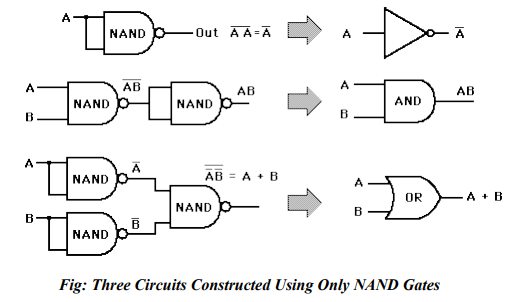 A NAND Out A̅ ̅A̅ = A̅ A A̅
A B NAND A̅B̅ NAND AB A B AND AB
A NAND A̅ B NAND B̅ NAND A̅̅ B̅̅ = A + B A B OR A + B
Fig: Three Circuits Constructed Using Only NAND Gates